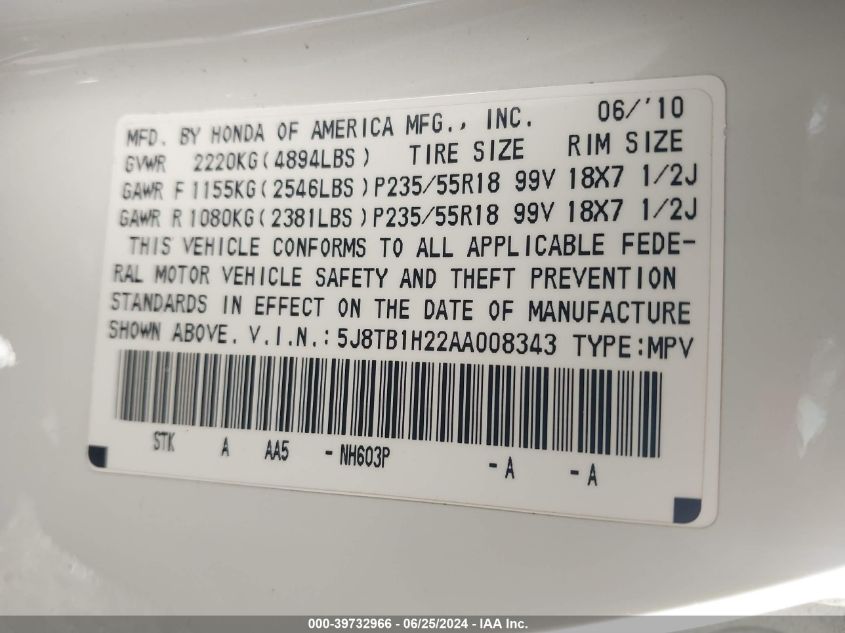 MFD. BY HONDA OF AMERICA MFG., INC. 06/'10
GVWR 2220KG(4894LBS) TIRE SIZE RIM SIZE
GAWR F 1155KG(2546LBS)P235/55R18 99V 18X7 1/2J
GAWR R 1080KG(2381LBS)P235/55R18 99V 18X7 1/2J
THIS VEHICLE CONFORMS TO ALL APPLICABLE FEDE-
RAL MOTOR VEHICLE SAFETY AND THEFT PREVENTION
STANDARDS IN EFFECT ON THE DATE OF MANUFACTURE
SHOWN ABOVE. V.I.N.: 5J8TB1H22AA008343 TYPE:MPV
STK A AA5 - NH603P - A - A
000-39732966 - 06/25/2024 - IAA Inc.